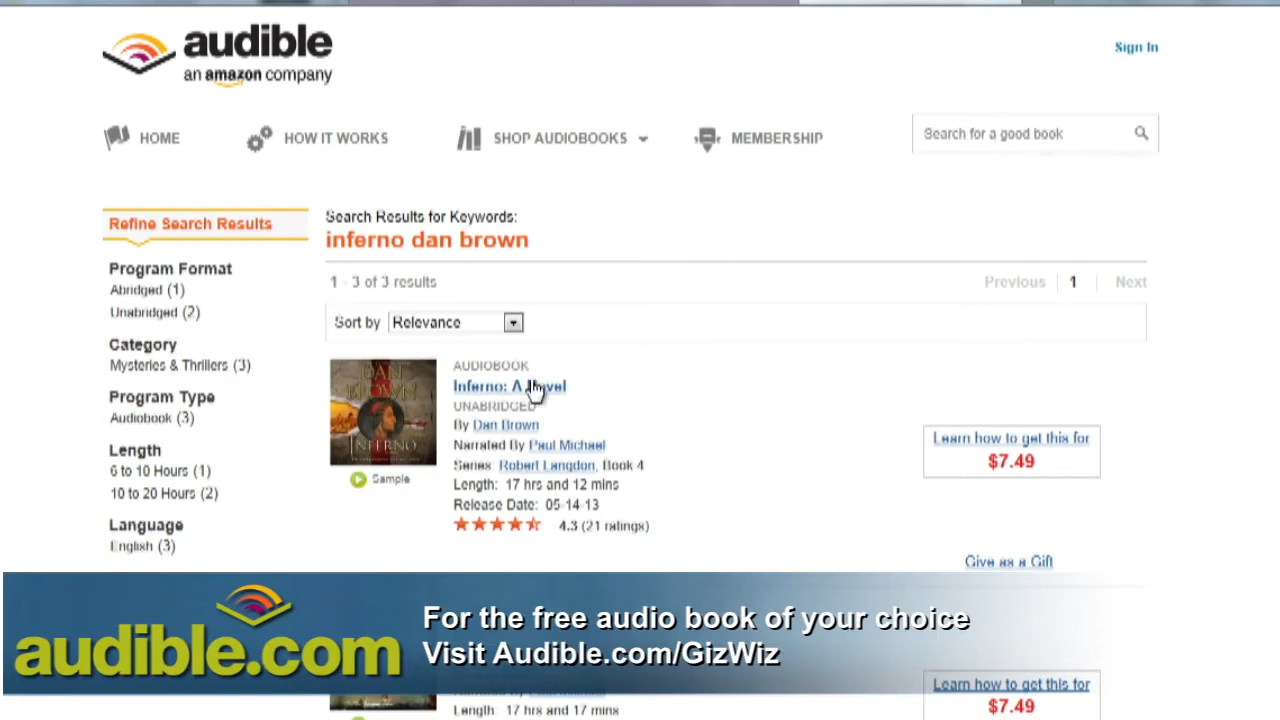 audible
an amazon company
Sign In
HOME
HOW IT WORKS
SHOP AUDIOBOOKS
MEMBERSHIP
Search for a good book
Refine Search Results
Program Format
Abridged (1)
Unabridged (2)
Category
Mysteries & Thrillers (3)
Program Type
Audiobook (3)
Length
6 to 10 Hours (1)
10 to 20 Hours (2)
Language
English (3)
Search Results for Keywords:
inferno dan brown
1 - 3 of 3 results
Previous 1 Next
Sort by Relevance
DAN
BROWN
INFERNO
Sample
AUDIOBOOK
Inferno: A Novel
UNABRIDGED
By Dan Brown
Narrated By Paul Michael
Series: Robert Langdon, Book 4
Length: 17 hrs and 12 mins
Release Date: 05-14-13
4.3 (21 ratings)
Learn how to get this for
$7.49
Give as a Gift
audible.com
For the free audio book of your choice
Visit Audible.com/GizWiz
Length: 17 hrs and 17 mins
Learn how to get this for
$7.49